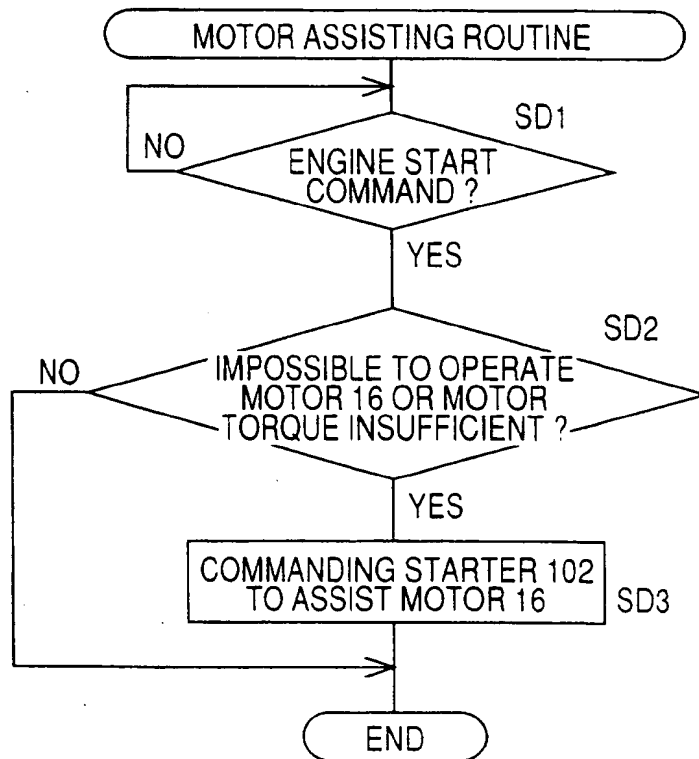 MOTOR ASSISTING ROUTINE
SD1
NO
ENGINE START
COMMAND ?
YES
SD2
NO
IMPOSSIBLE TO OPERATE
MOTOR 16 OR MOTOR
TORQUE INSUFFICIENT ?
YES
COMMANDING STARTER 102
TO ASSIST MOTOR 16
SD3
END